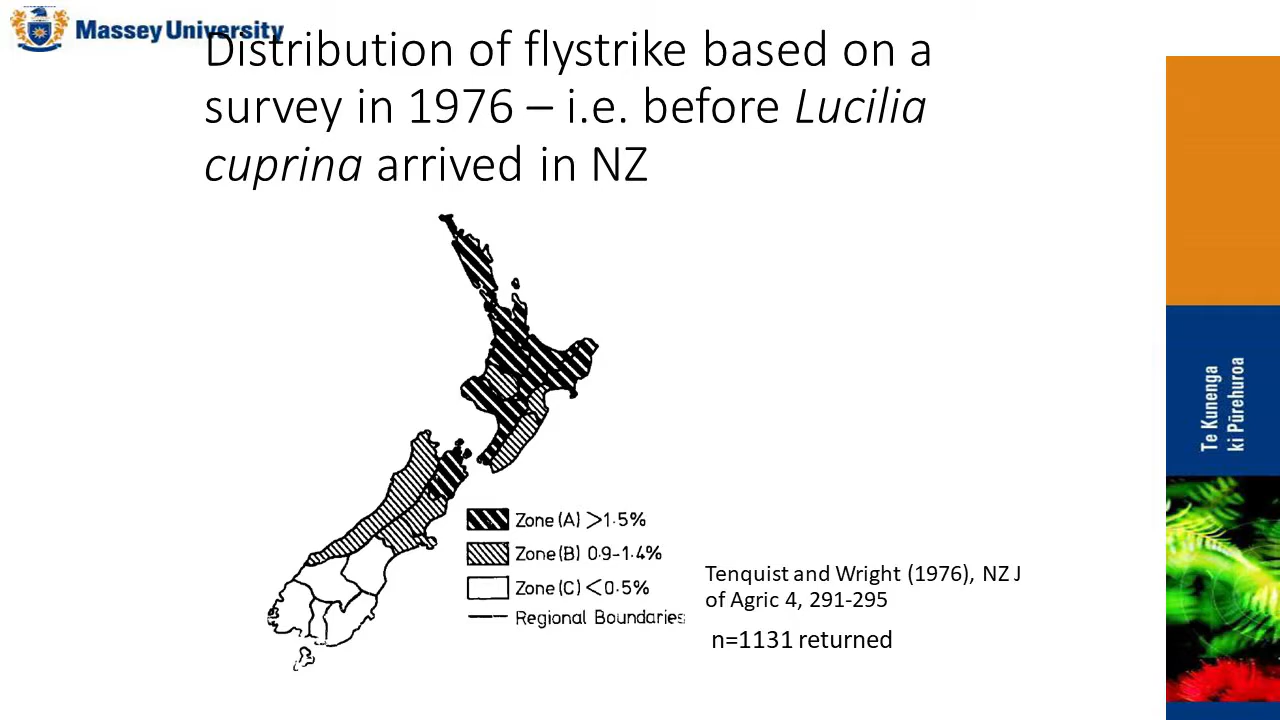 Massey University
Distribution of flystrike based on a
survey in 1976 – i.e. before Lucilia
cuprina arrived in NZ
Zone (A) >1·5%
Zone (B) 0·9-1·4%
Zone (C) <0·5%
Regional Boundaries
Tenquist and Wright (1976), NZ J
of Agric 4, 291-295
n=1131 returned
Te Kunenga
ki Pūrehuroa